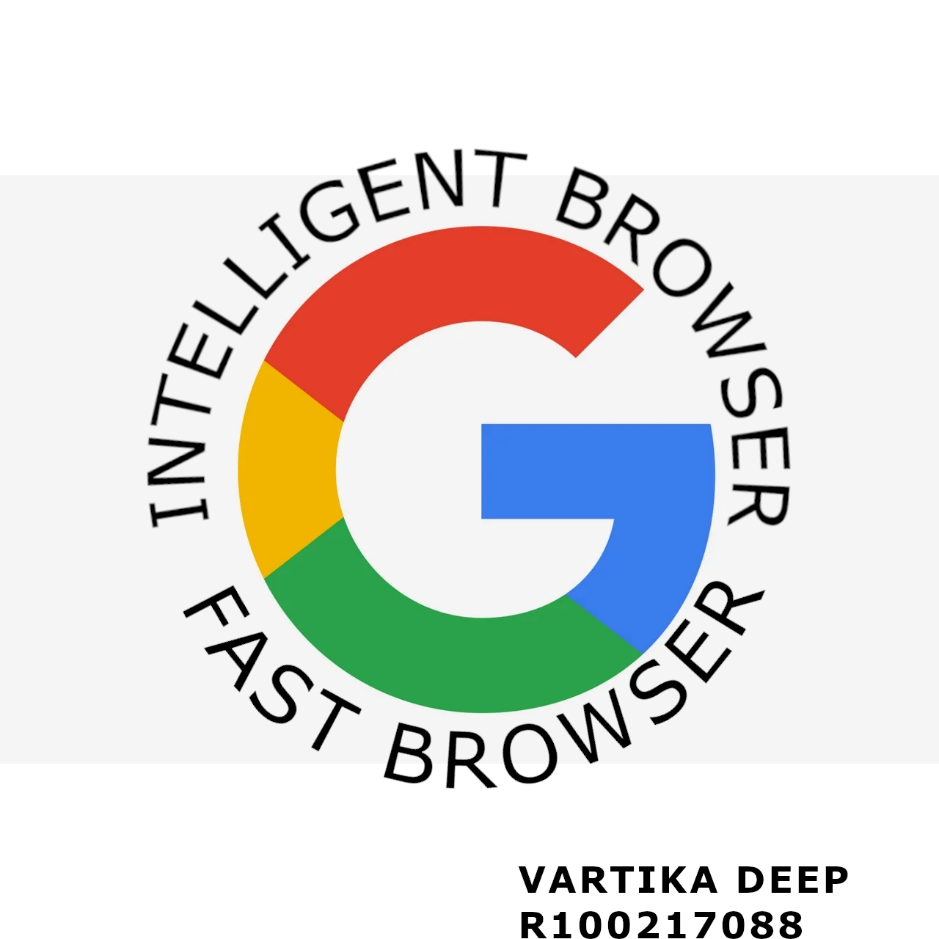 INTELLIGENT BROWSER
FAST BROWSER
VARTIKA DEEP
R100217088